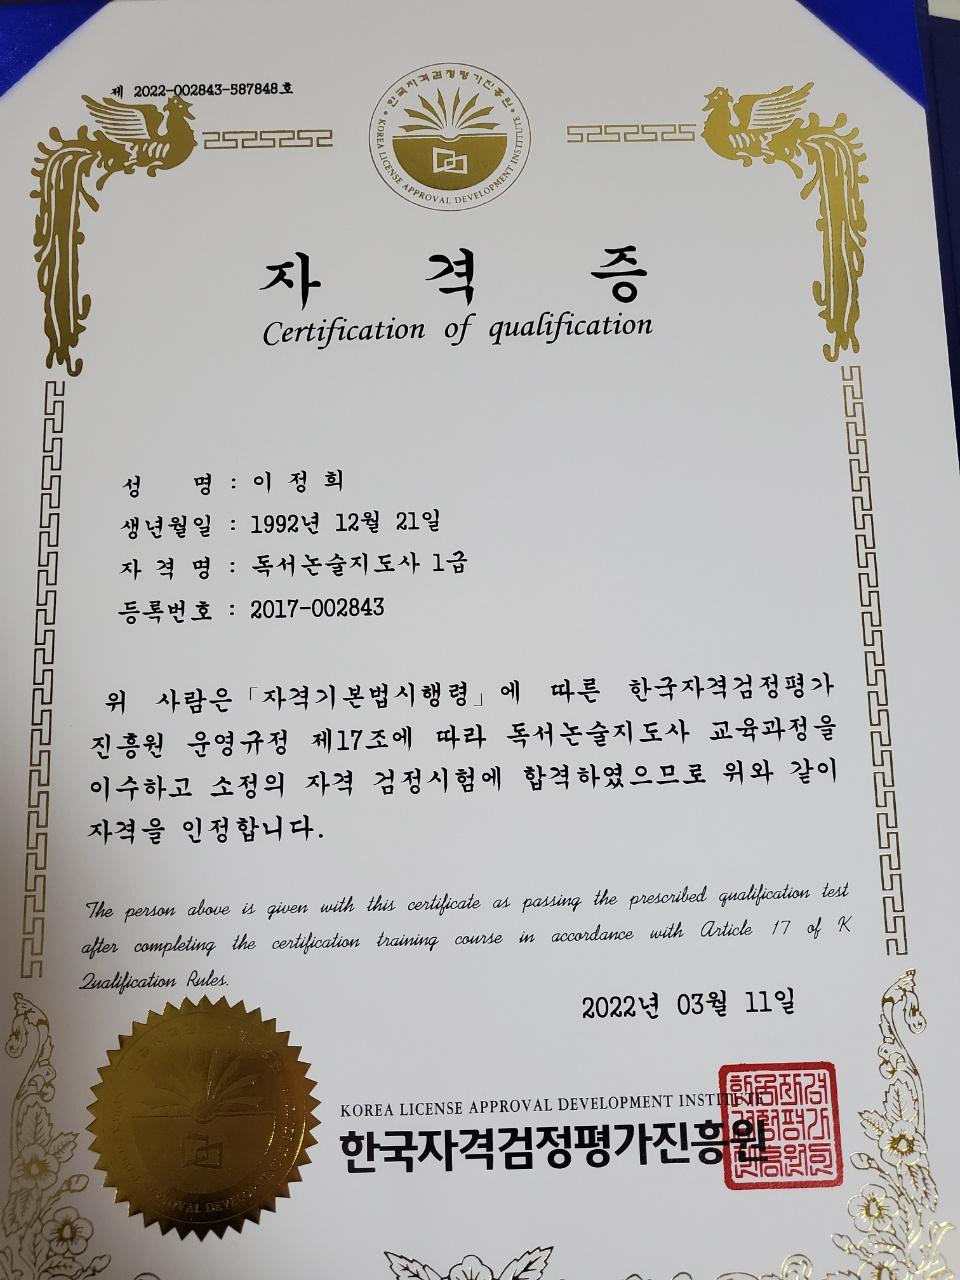 제 2022-002843-587848호
한국자격검정평가진흥원
KOREA LICENSE APPROVAL DEVELOPMENT INSTITUTE
자 격 증
Certification of qualification
성 명 : 이 정 희
생년월일 : 1992년 12월 21일
자 격 명 : 독서논술지도사 1급
등록번호 : 2017-002843
위 사람은 「자격기본법시행령」에 따른 한국자격검정평가
진흥원 운영규정 제17조에 따라 독서논술지도사 교육과정을
이수하고 소정의 자격 검정시험에 합격하였으므로 위와 같이
자격을 인정합니다.
The person above is given with this certificate as passing the prescribed qualification test
after completing the certification training course in accordance with Article 17 of K
Qualification Rules.
2022년 03월 11일
KOREA LICENSE APPROVAL DEVELOPMENT INSTITUTE
한국자격검정평가진흥원